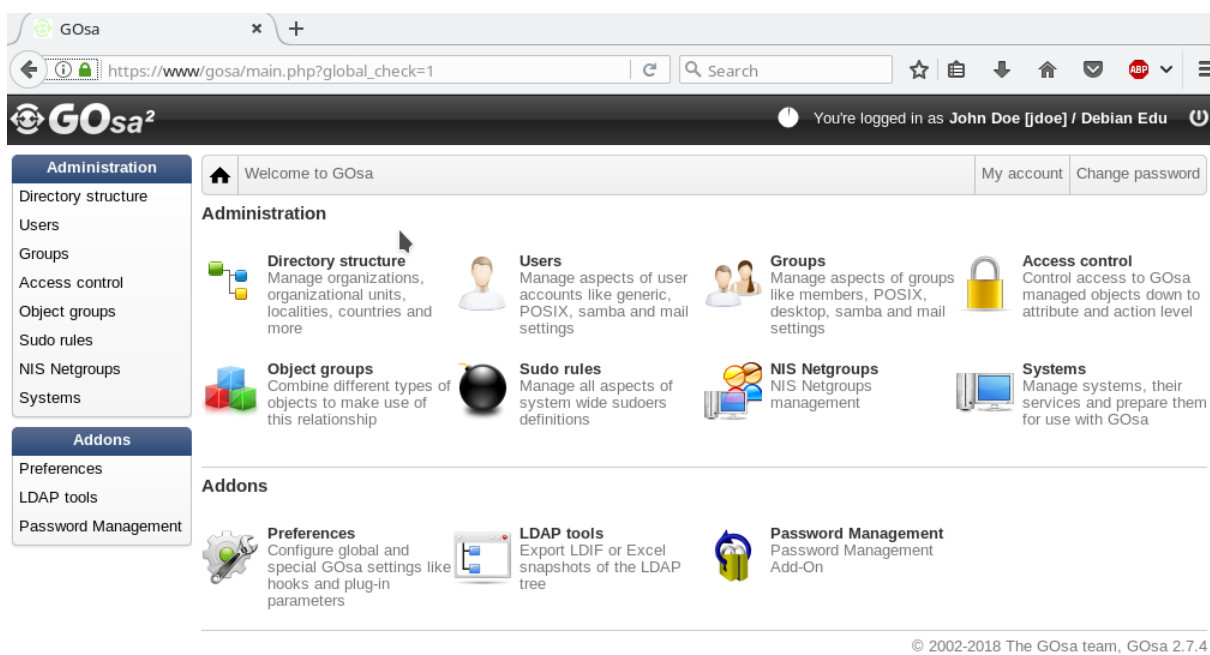 GOsa
https://www/gosa/main.php?global_check=1
Search
ABP
GOsa²
You're logged in as John Doe [jdoe] / Debian Edu
Administration
Directory structure
Users
Groups
Access control
Object groups
Sudo rules
NIS Netgroups
Systems
Addons
Preferences
LDAP tools
Password Management
Welcome to GOsa
My account
Change password
Administration
Directory structure
Manage organizations,
organizational units,
localities, countries and
more
Users
Manage aspects of user
accounts like generic,
POSIX, samba and mail
settings
Groups
Manage aspects of groups
like members, POSIX,
desktop, samba and mail
settings
Access control
Control access to GOsa
managed objects down to
attribute and action level
Object groups
Combine different types of
objects to make use of
this relationship
Sudo rules
Manage all aspects of
system wide sudoers
definitions
NIS Netgroups
NIS Netgroups
management
Systems
Manage systems, their
services and prepare them
for use with GOsa
Addons
Preferences
Configure global and
special GOsa settings like
hooks and plug-in
parameters
LDAP tools
Export LDIF or Excel
snapshots of the LDAP
tree
Password Management
Password Management
Add-On
© 2002-2018 The GOsa team, GOsa 2.7.4